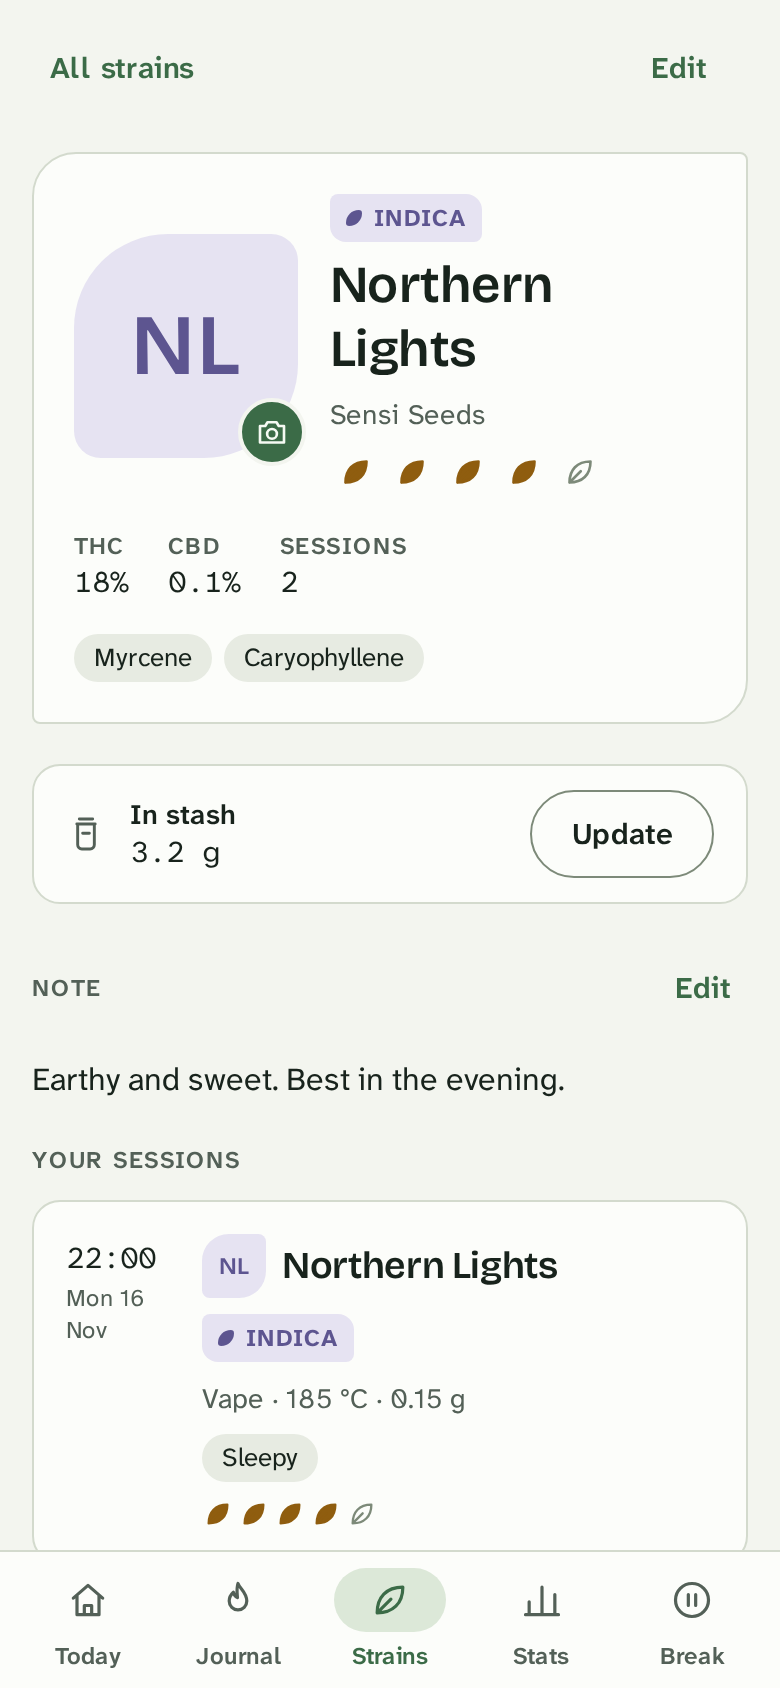 All strains
Edit
INDICA
Northern
Lights
NL
Sensi Seeds
THC
CBD
SESSIONS
18%
0.1%
2
Myrcene
Caryophyllene
In stash
3.2 g
Update
NOTE
Edit
Earthy and sweet. Best in the evening.
YOUR SESSIONS
22:00
Mon 16
Nov
NL
Northern Lights
INDICA
Vape · 185 °C · 0.15 g
Sleepy
Today
Journal
Strains
Stats
Break